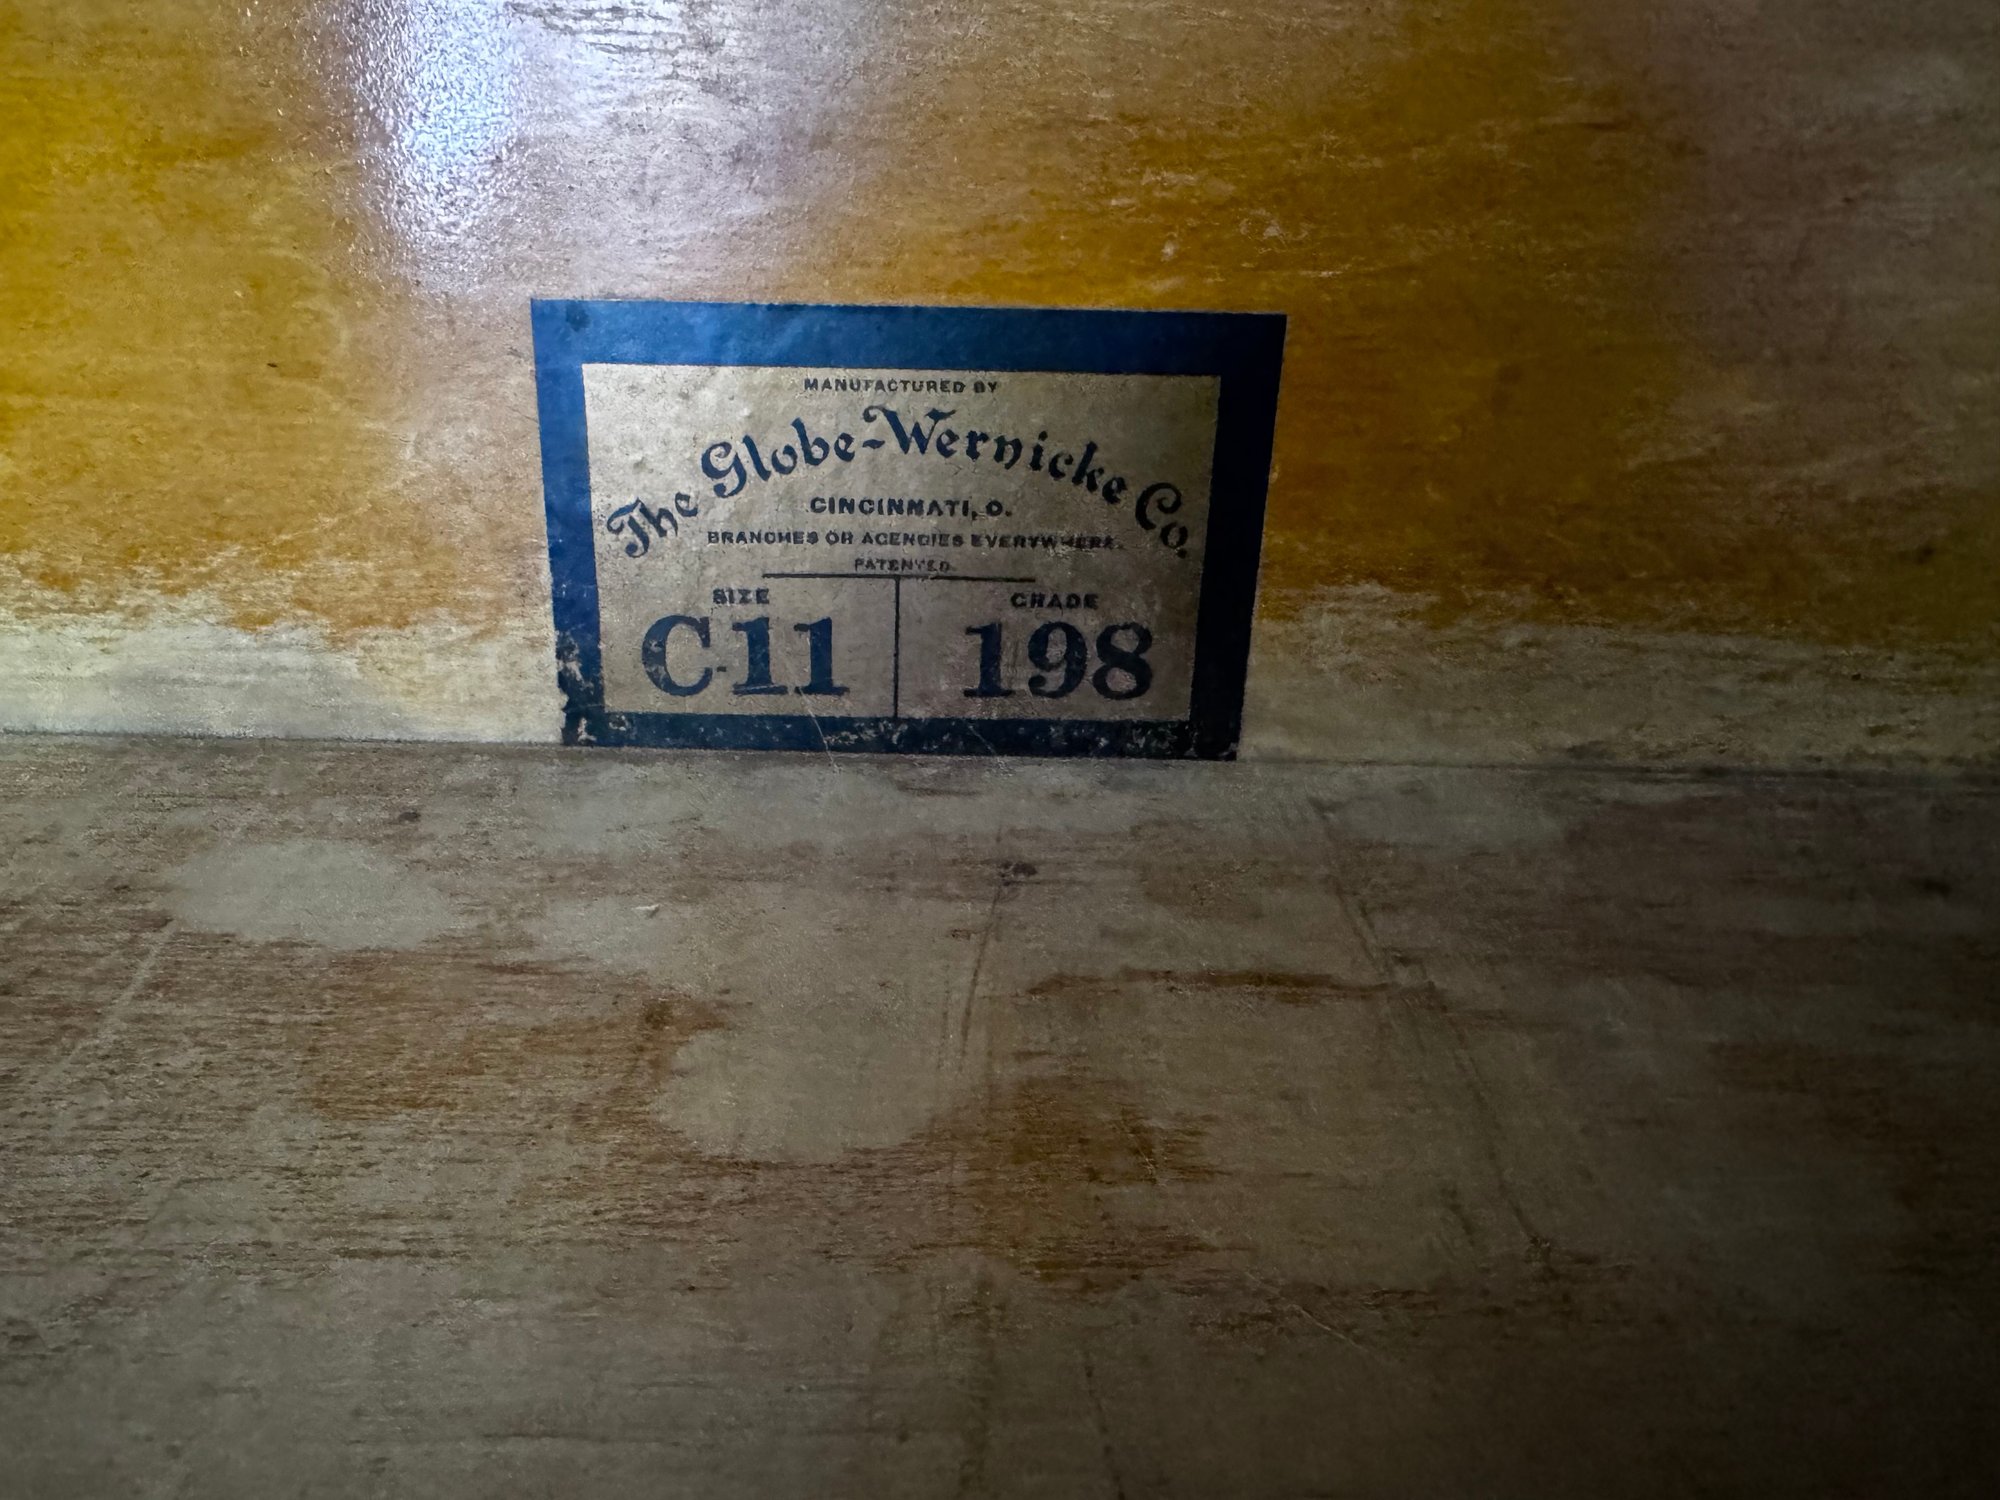 MANUFACTURED BY
The Globe-Wernicke Co.
CINCINNATI, O.
BRANCHES OR AGENCIES EVERYWHERE.
PATENTED
SIZE GRADE
C-11 198